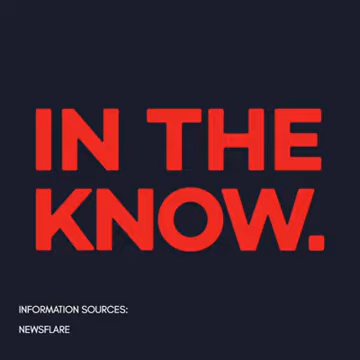 IN THE
KNOW.
INFORMATION SOURCES:
NEWSFLARE